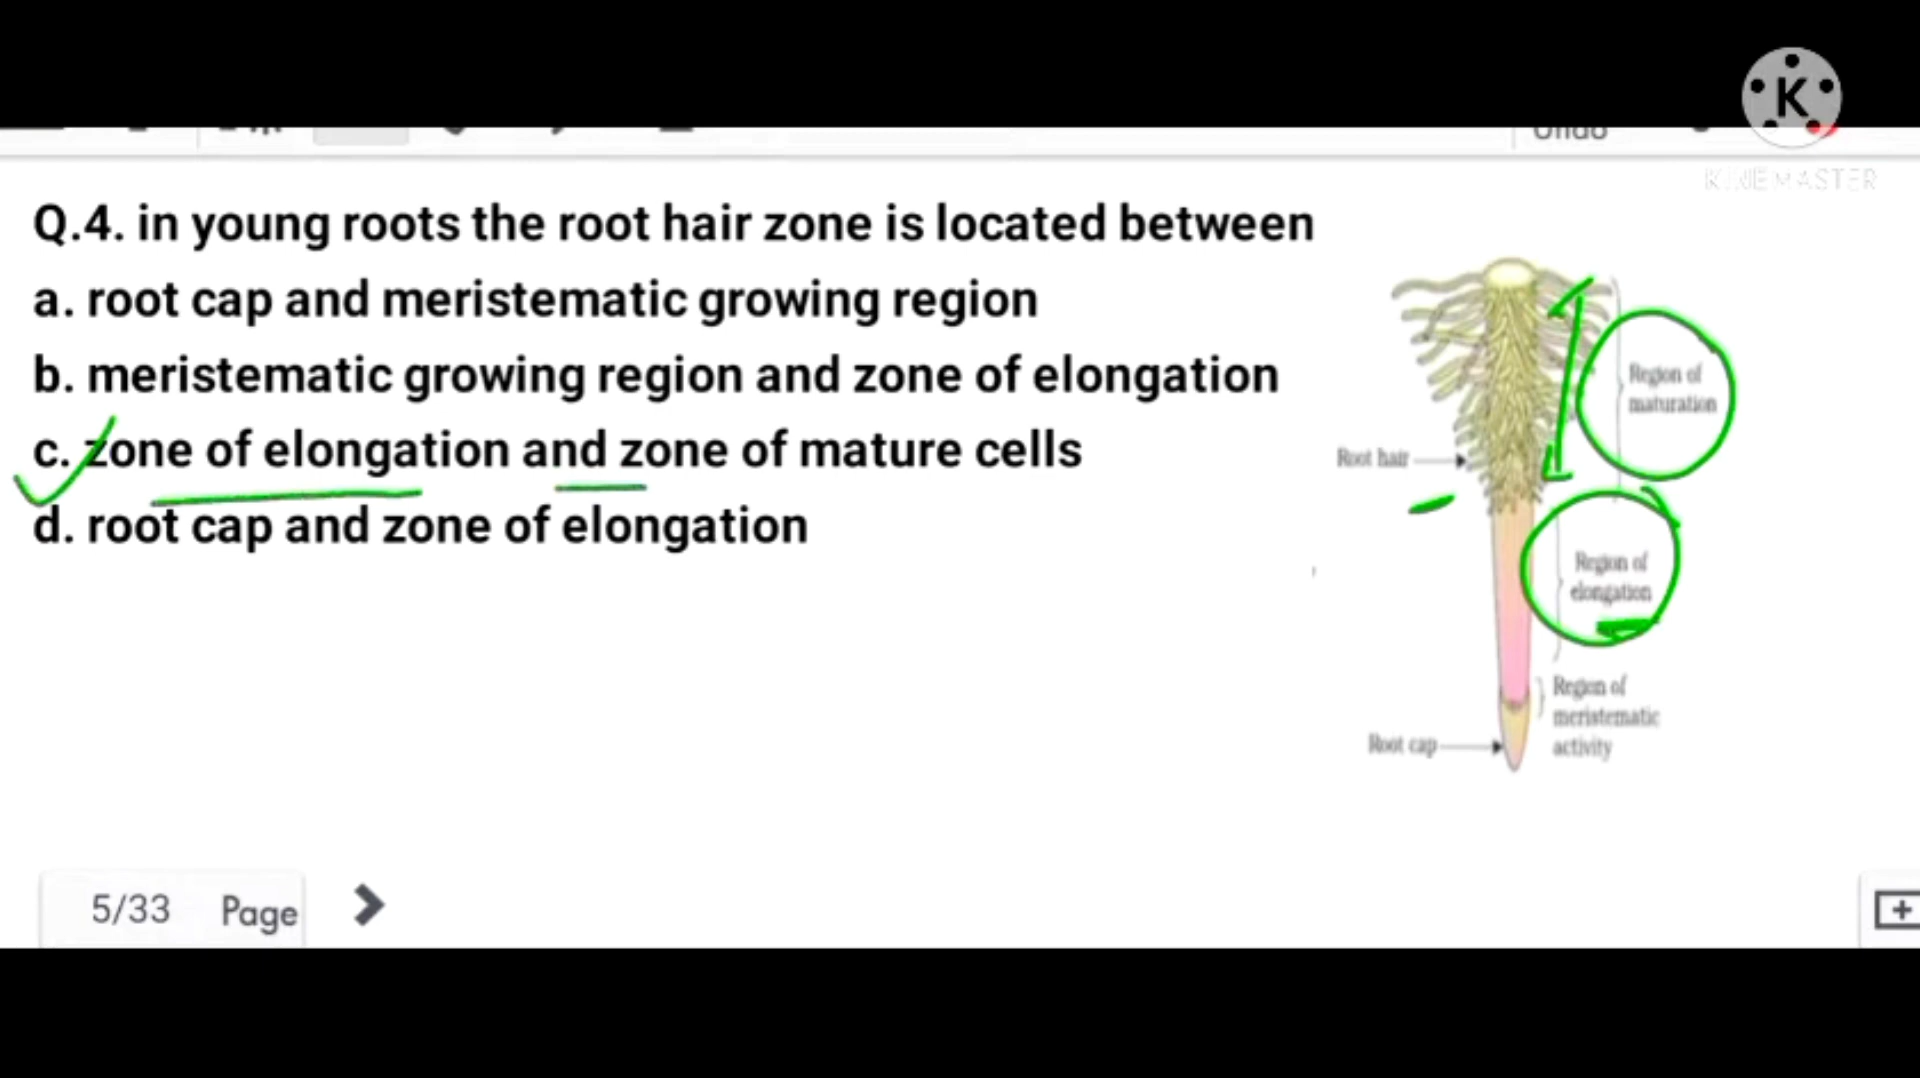 K
Undo
KINEMASTER
Q.4. in young roots the root hair zone is located between
a. root cap and meristematic growing region
b. meristematic growing region and zone of elongation
c. zone of elongation and zone of mature cells
d. root cap and zone of elongation
Region of
maturation
Root hair
Region of
elongation
Region of
meristematic
activity
Root cap
5/33 Page